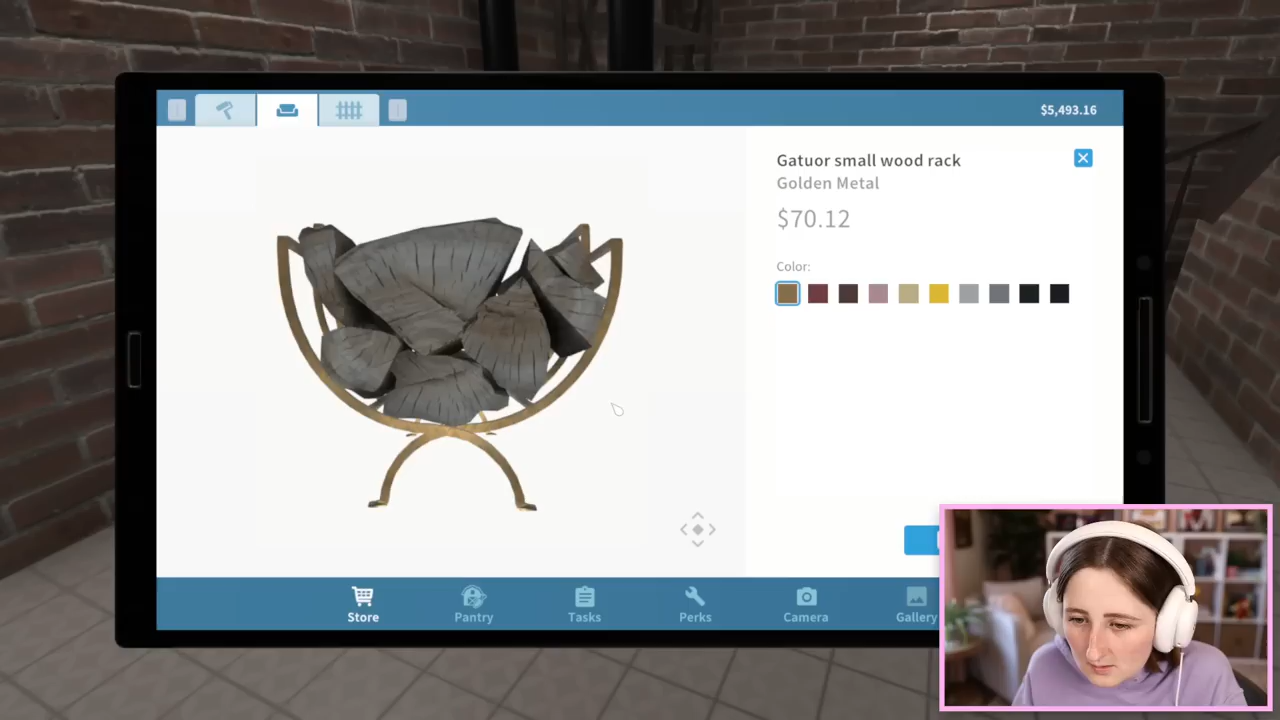 $5,493.16
Gatuor small wood rack
Golden Metal
$70.12
Color:
Store
Pantry
Tasks
Perks
Camera
Gallery